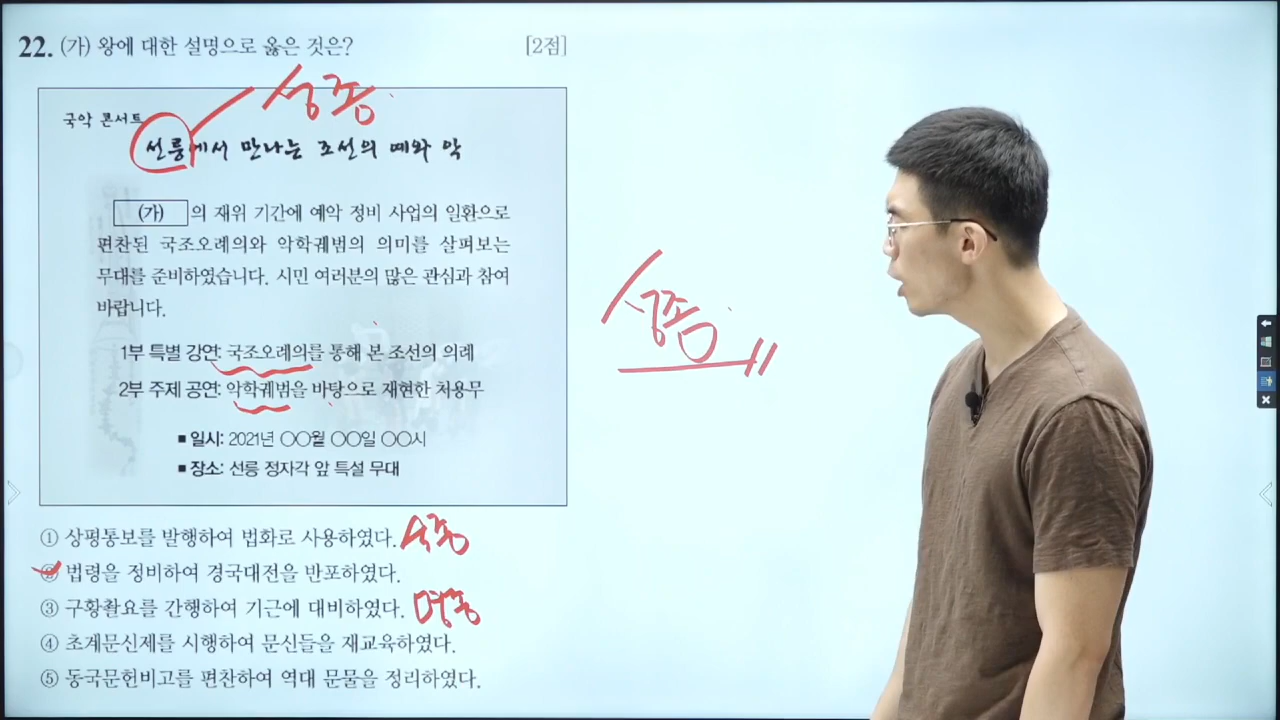 22. (가) 왕에 대한 설명으로 옳은 것은? [2점]
성종
국악 콘서트
선릉에서 만나는 조선의 예와 악
(가) 의 재위 기간에 예악 정비 사업의 일환으로
편찬된 국조오례의와 악학궤범의 의미를 살펴보는
무대를 준비하였습니다. 시민 여러분의 많은 관심과 참여
바랍니다.
1부 특별 강연: 국조오례의를 통해 본 조선의 의례
2부 주제 공연: 악학궤범을 바탕으로 재현한 처용무
■ 일시: 2021년 ○○월 ○○일 ○○시
■ 장소: 선릉 정자각 앞 특설 무대
성종
① 상평통보를 발행하여 법화로 사용하였다. 숙종
② 법령을 정비하여 경국대전을 반포하였다.
③ 구황촬요를 간행하여 기근에 대비하였다. 명종
④ 초계문신제를 시행하여 문신들을 재교육하였다.
⑤ 동국문헌비고를 편찬하여 역대 문물을 정리하였다.